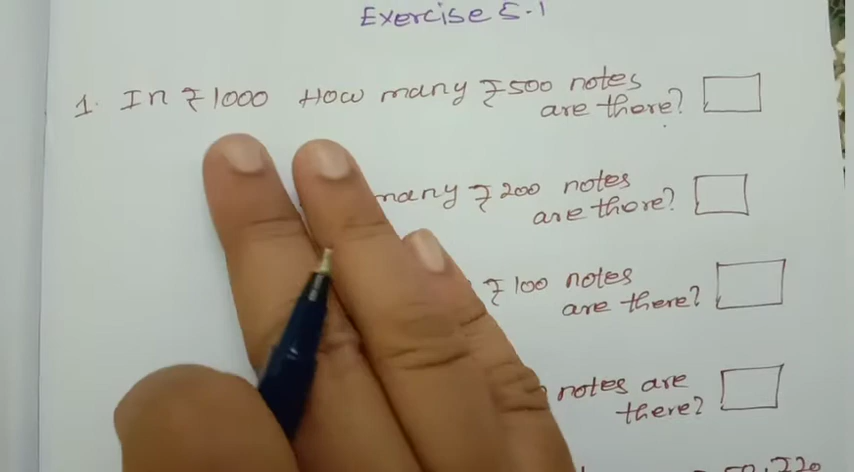 Exercise 5.1
1. In ₹1000 How many ₹500 notes
are there?
many ₹200 notes
are there?
₹100 notes
are there?
notes are
there?